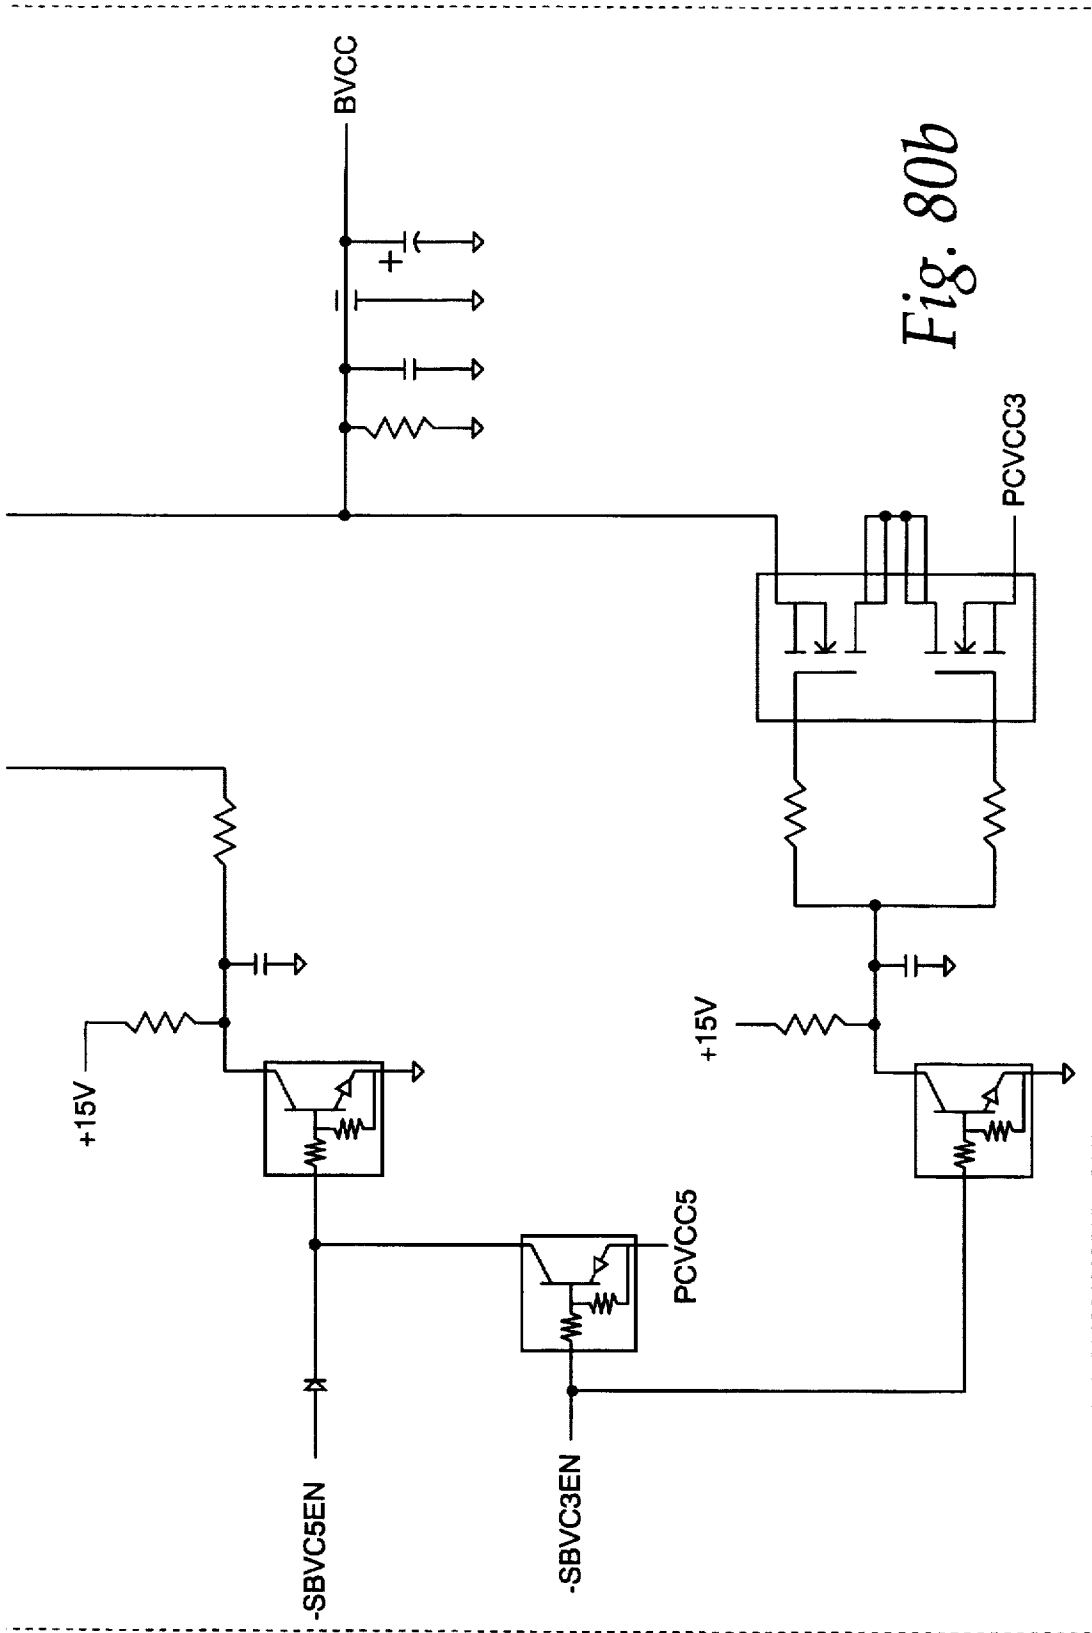 BVCC
+
+15V
-SBVC5EN
-SBVC3EN
PCVCC5
+15V
PCVCC3
Fig. 80b